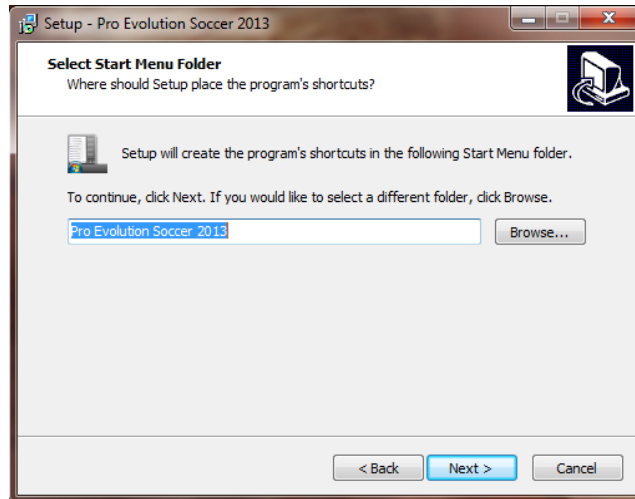 Setup - Pro Evolution Soccer 2013
Select Start Menu Folder
Where should Setup place the program's shortcuts?
Setup will create the program's shortcuts in the following Start Menu folder.
To continue, click Next. If you would like to select a different folder, click Browse.
Pro Evolution Soccer 2013
Browse...
< Back
Next >
Cancel